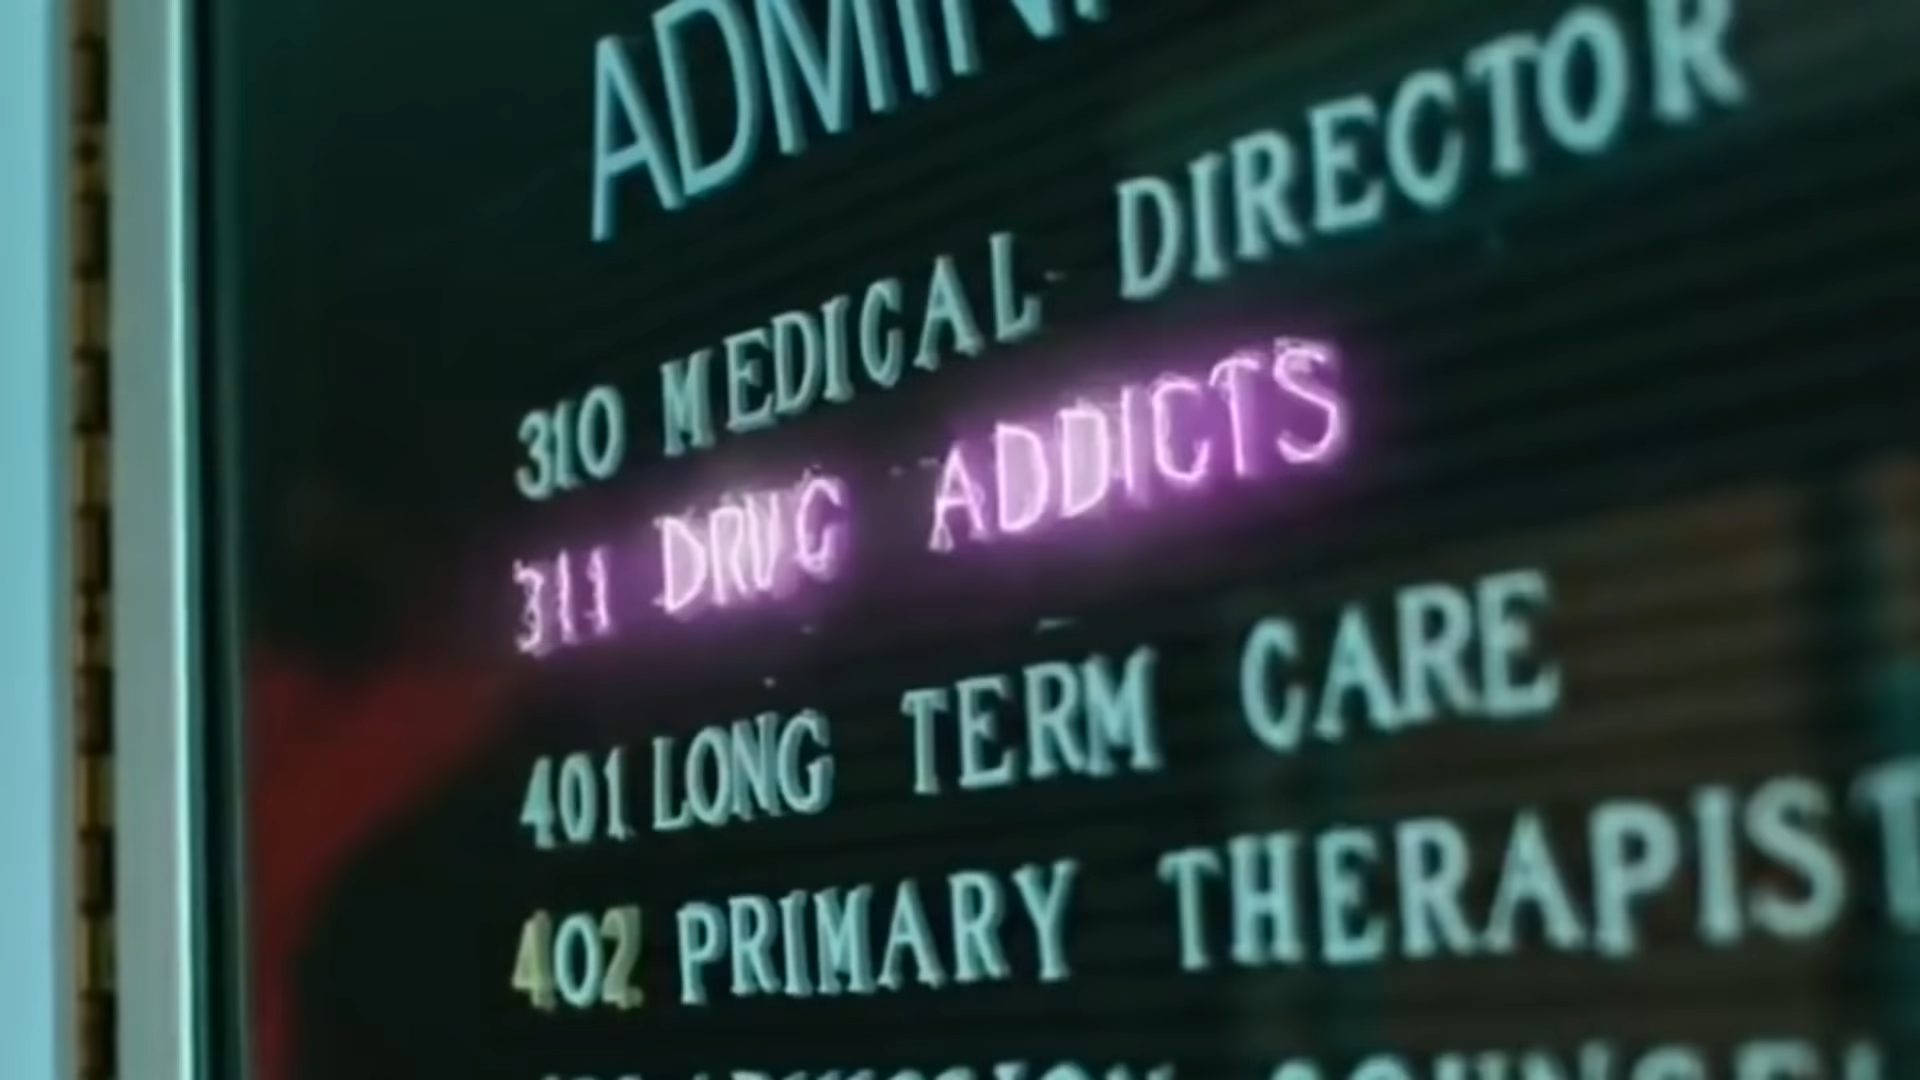 310 MEDICAL DIRECTOR
311 DRUG ADDICTS
401 LONG TERM CARE
402 PRIMARY THERAPIST